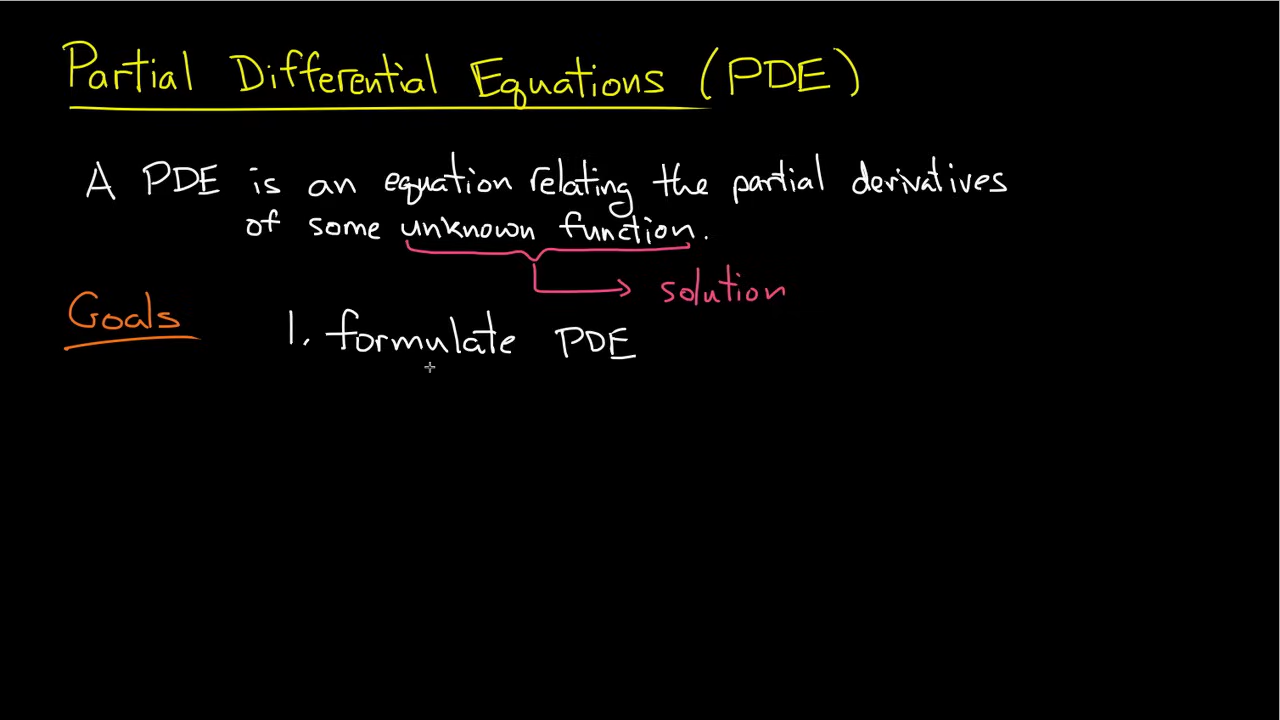 Partial Differential Equations (PDE)
A PDE is an equation relating the partial derivatives
of some unknown function.
solution
Goals 1. formulate PDE